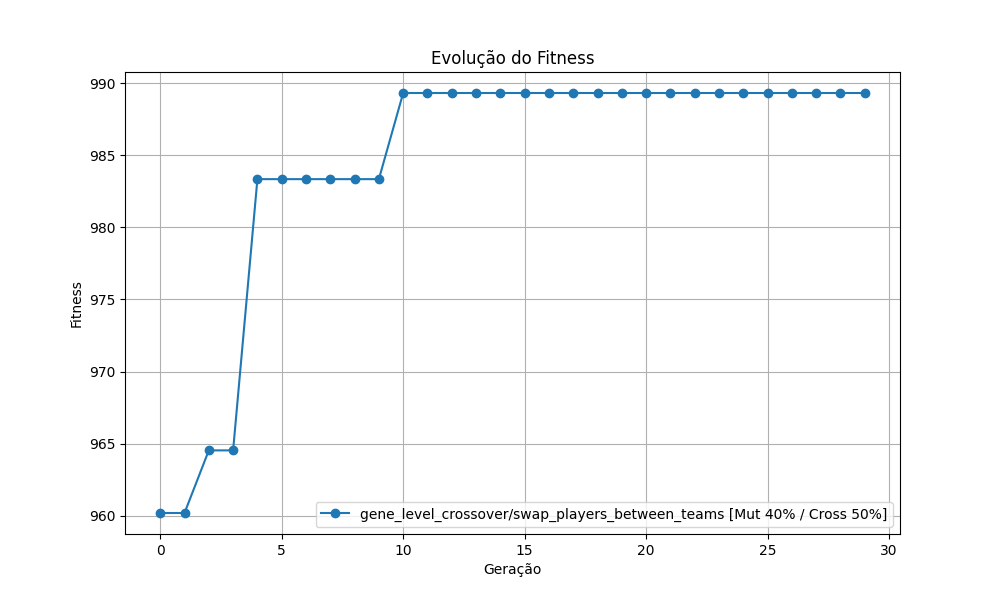 Evolução do Fitness
Fitness
990
985
980
975
970
965
960
gene_level_crossover/swap_players_between_teams [Mut 40% / Cross 50%]
0 5 10 15 20 25 30
Geração